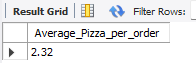 Result Grid Filter Rows:
Average_Pizza_per_order
2.32